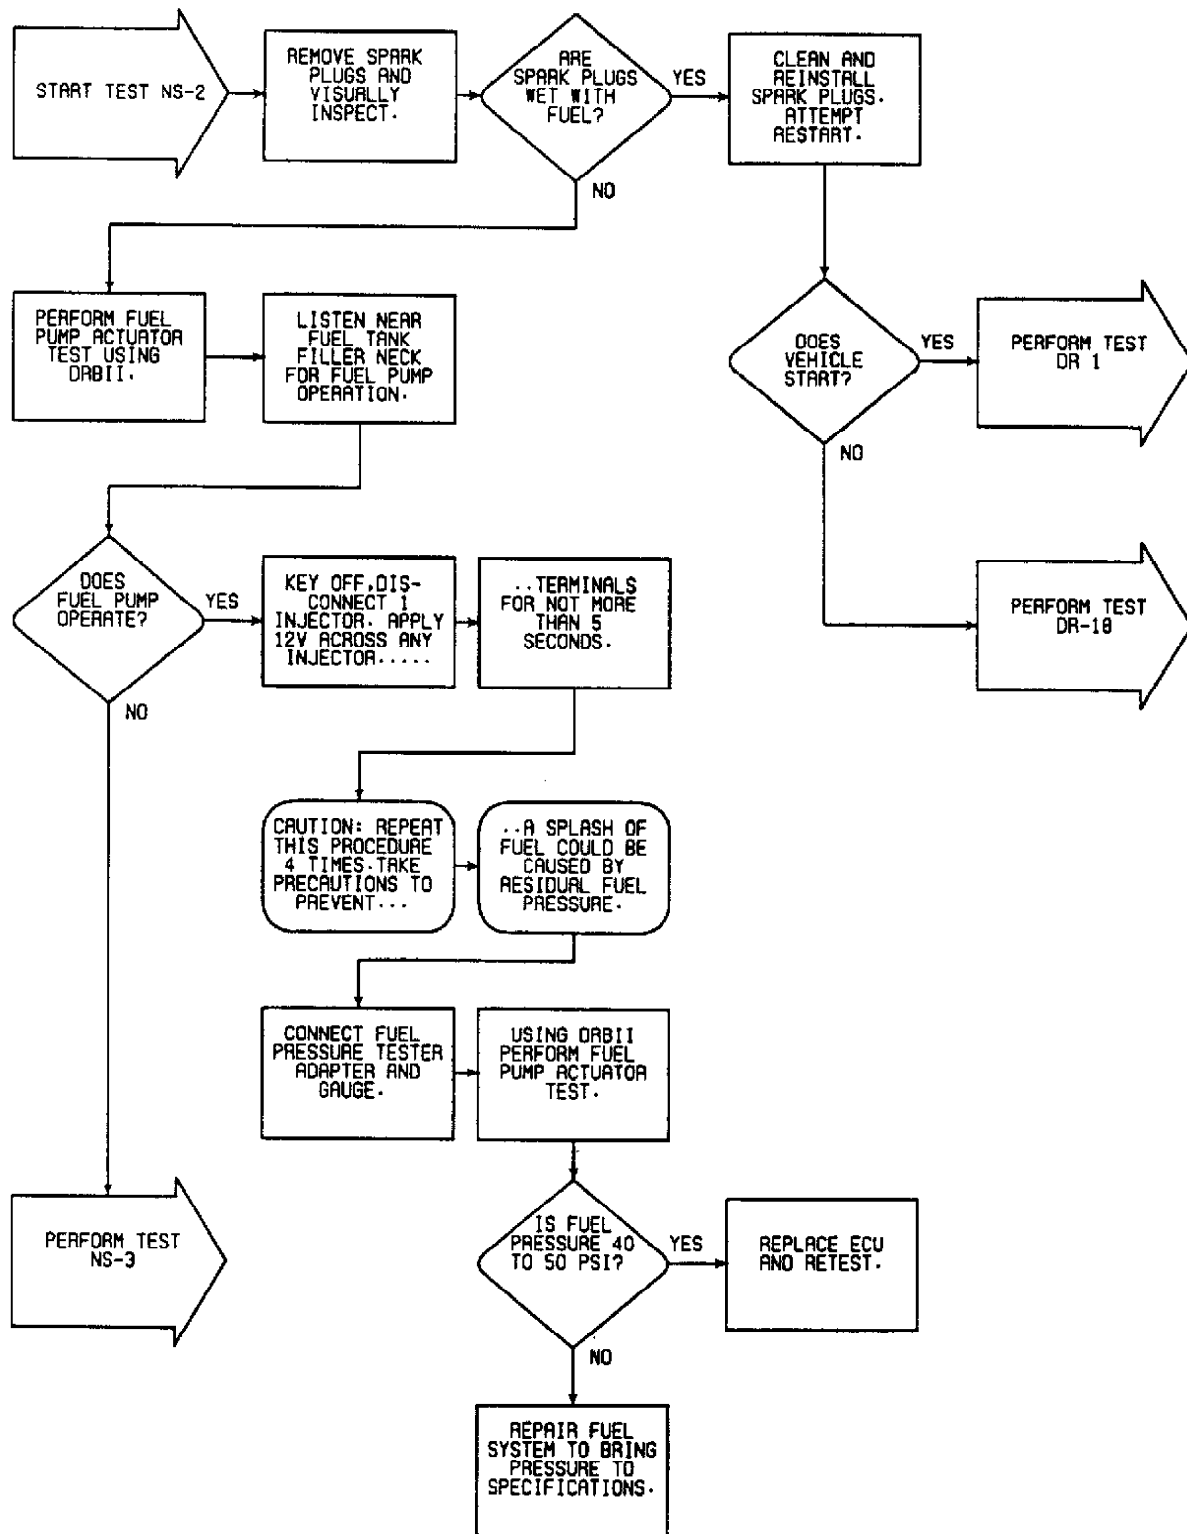 START TEST NS-2
REMOVE SPARK
PLUGS AND
VISUALLY
INSPECT.
ARE
SPARK PLUGS
WET WITH
FUEL?
YES
CLEAN AND
REINSTALL
SPARK PLUGS.
ATTEMPT
RESTART.
NO
PERFORM FUEL
PUMP ACTUATOR
TEST USING
DRBII.
LISTEN NEAR
FUEL TANK
FILLER NECK
FOR FUEL PUMP
OPERATION.
DOES
VEHICLE
START?
YES
PERFORM TEST
DR 1
NO
DOES
FUEL PUMP
OPERATE?
YES
KEY OFF,DIS-
CONNECT 1
INJECTOR. APPLY
12V ACROSS ANY
INJECTOR.....
..TERMINALS
FOR NOT MORE
THAN 5
SECONDS.
PERFORM TEST
DR-18
NO
CAUTION: REPEAT
THIS PROCEDURE
4 TIMES.TAKE
PRECAUTIONS TO
PREVENT...
..A SPLASH OF
FUEL COULD BE
CAUSED BY
RESIDUAL FUEL
PRESSURE.
CONNECT FUEL
PRESSURE TESTER
ADAPTER AND
GAUGE.
USING DRBII
PERFORM FUEL
PUMP ACTUATOR
TEST.
PERFORM TEST
NS-3
IS FUEL
PRESSURE 40
TO 50 PSI?
YES
REPLACE ECU
AND RETEST.
NO
REPAIR FUEL
SYSTEM TO BRING
PRESSURE TO
SPECIFICATIONS.